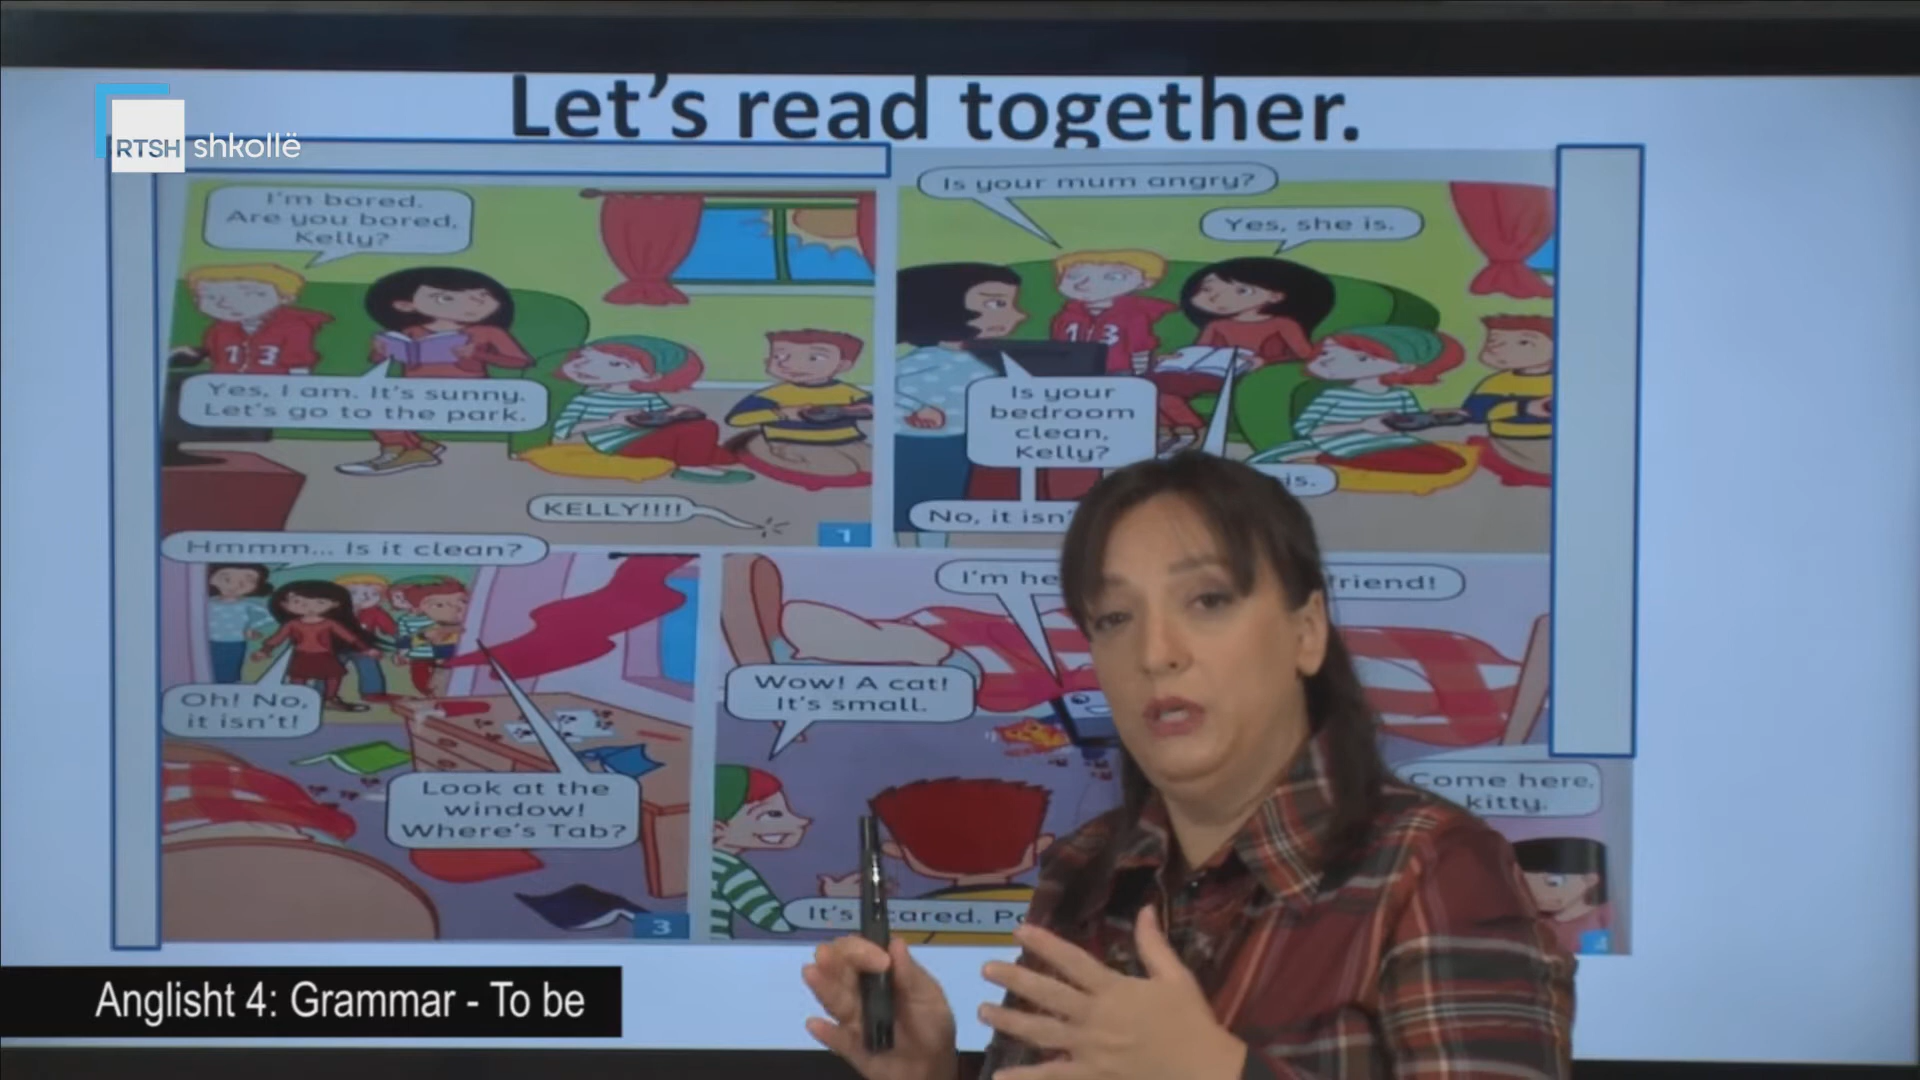 Let's read together.
RTSH shkollë
I'm bored.
Are you bored,
Kelly?
Yes, I am. It's sunny.
Let's go to the park.
KELLY!!!!
1
Is your mum angry?
Yes, she is.
Is your
bedroom
clean,
Kelly?
is.
No, it isn'
Hmmm... Is it clean?
Oh! No,
it isn't!
Look at the
window!
Where's Tab?
3
I'm
friend!
Wow! A cat!
It's small.
Come here,
kitty.
It's
4
Anglisht 4: Grammar - To be